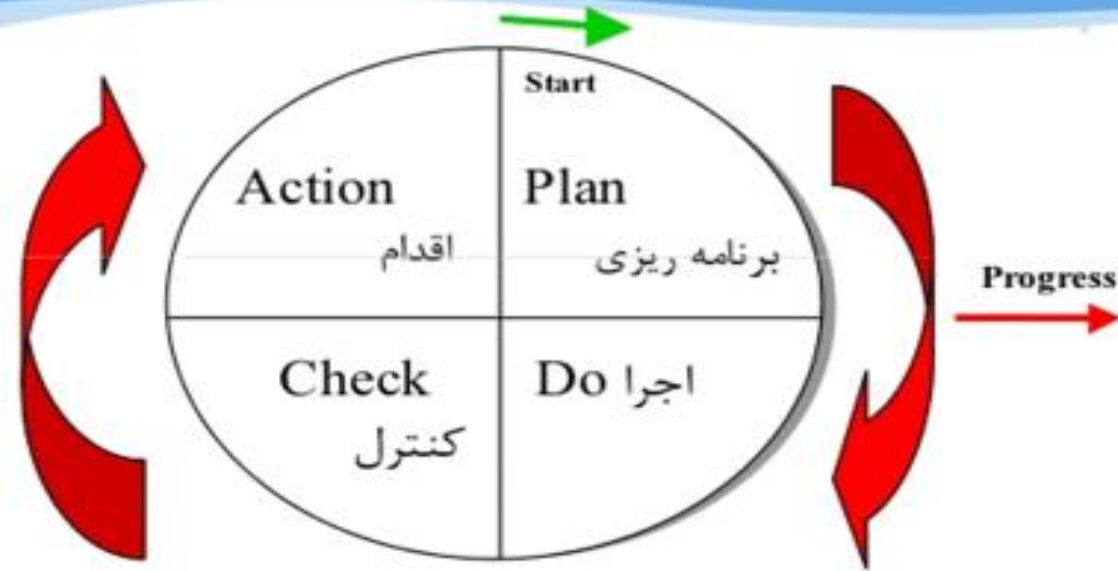 Start
Action
Plan
اقدام
برنامه ریزی
Progress
Check
Do اجرا
کنترل